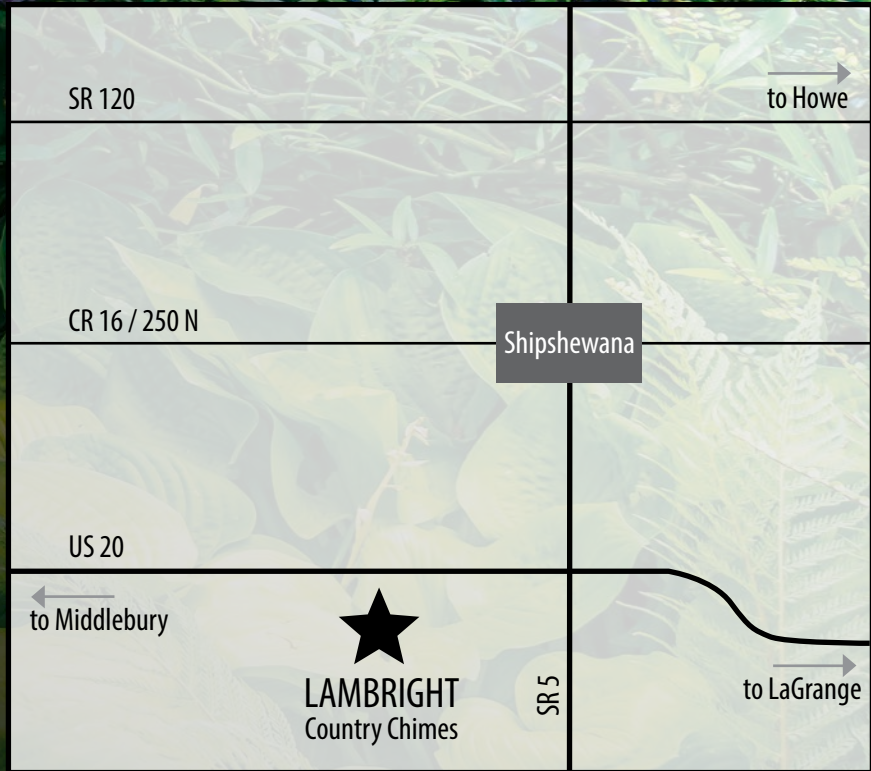 SR 120
to Howe
CR 16 / 250 N
Shipshewana
US 20
to Middlebury
LAMBRIGHT
Country Chimes
SR 5
to LaGrange